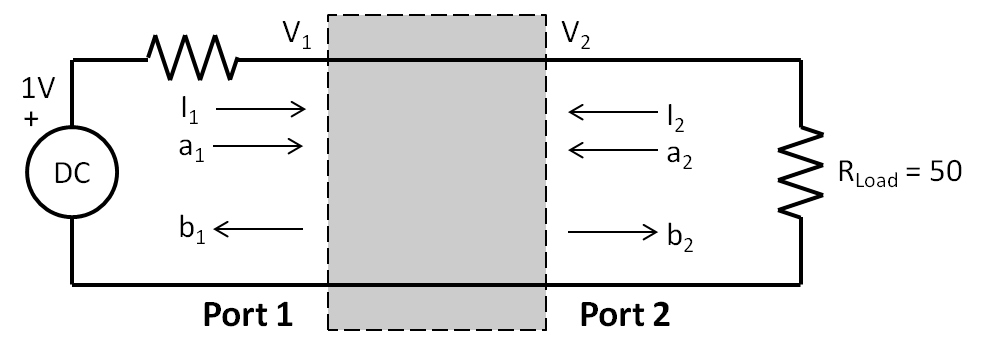 V1
V2
1V
+
I1
I2
a1
a2
DC
RLoad = 50
b1
b2
Port 1
Port 2